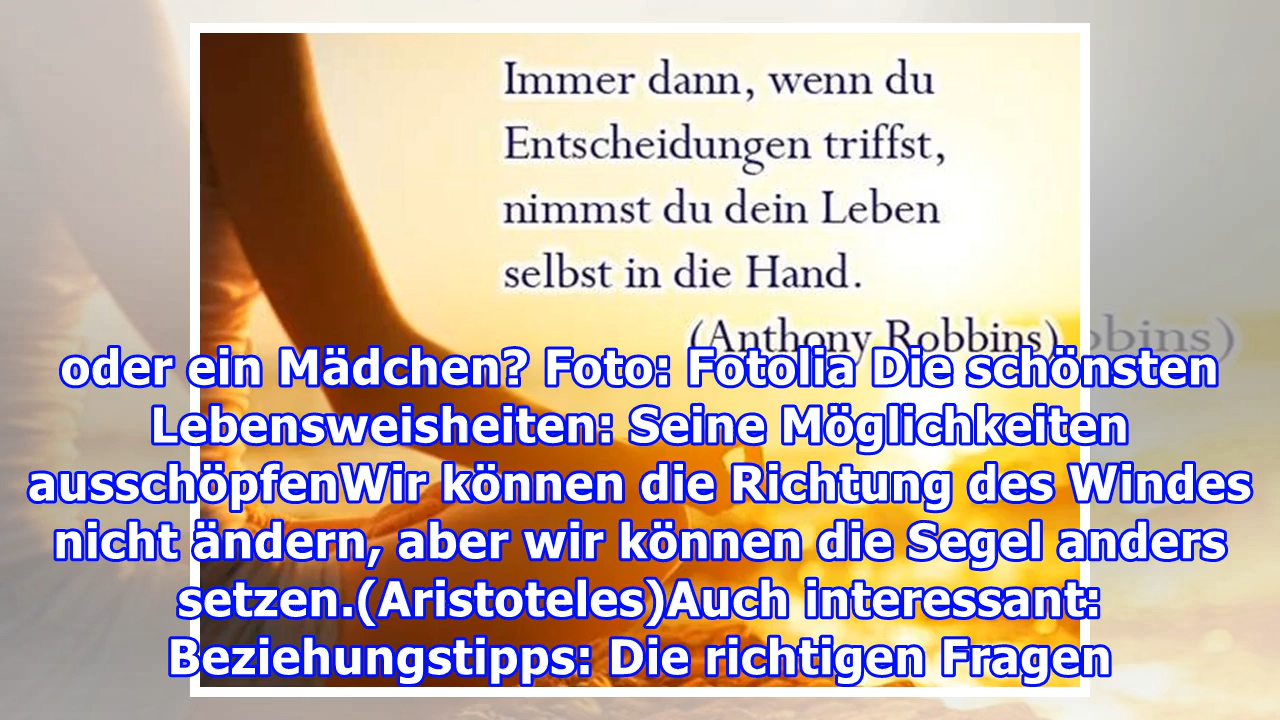 Immer dann, wenn du
Entscheidungen triffst,
nimmst du dein Leben
selbst in die Hand.
(Anthony Robbins)
bbins)
oder ein Mädchen? Foto: Fotolia Die schönsten
Lebensweisheiten: Seine Möglichkeiten
ausschöpfenWir können die Richtung des Windes
nicht ändern, aber wir können die Segel anders
setzen.(Aristoteles)Auch interessant:
Beziehungstipps: Die richtigen Fragen